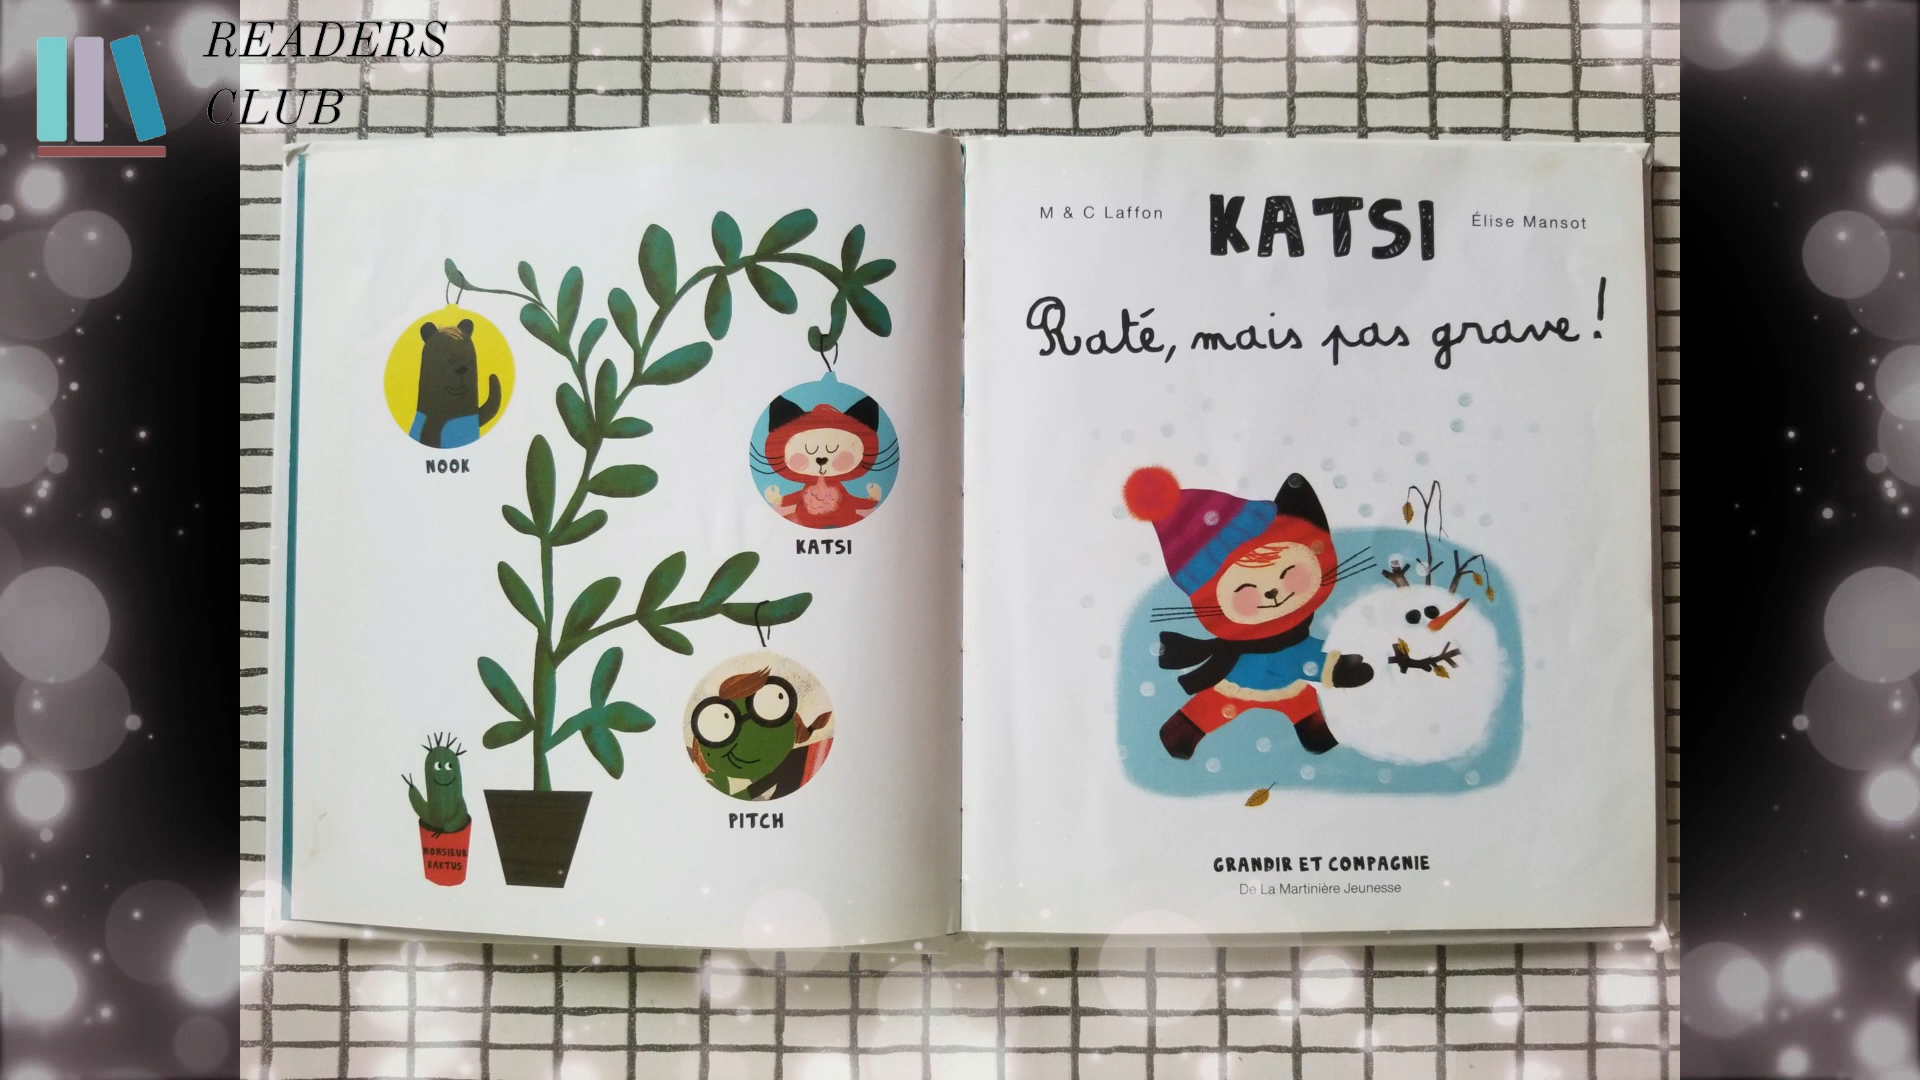 READERS
CLUB
NOOK
KATSI
PITCH
MONSIEUR
KAKTUS
M & C Laffon
KATSI
Élise Mansot
Raté, mais pas grave !
GRANDIR ET COMPAGNIE
De La Martinière Jeunesse